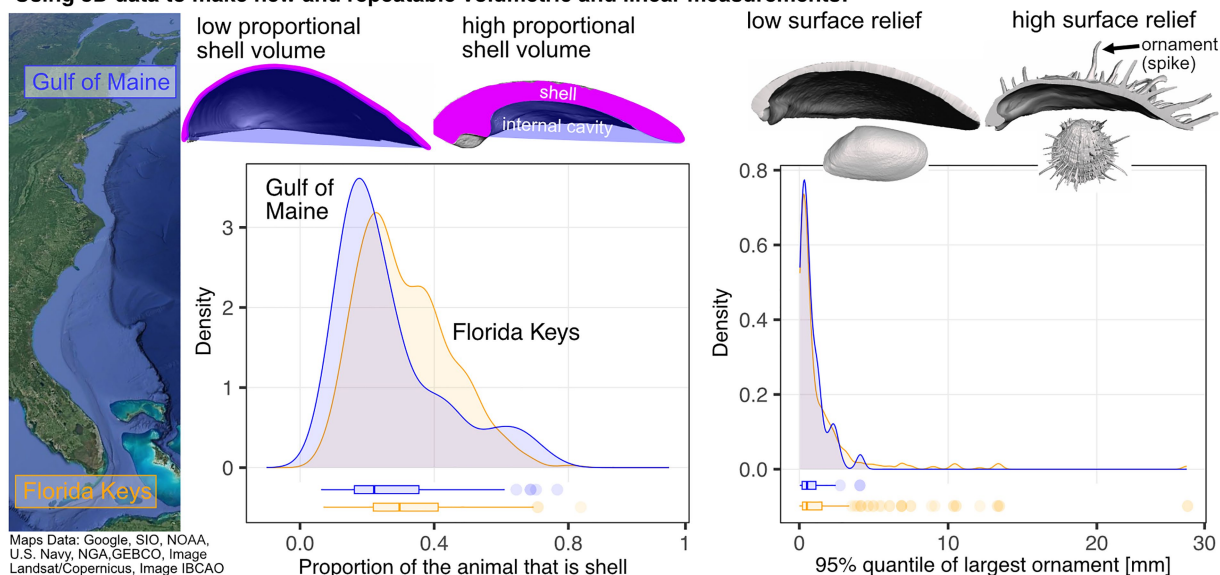 Using 3D data to make new and repeatable volumetric and linear measurements:
low proportional
shell volume
high proportional
shell volume
low surface relief
high surface relief
ornament
(spike)
Gulf of Maine
shell
internal cavity
Gulf of
Maine
Florida Keys
Density
3
2
1
0
0.0
0.4
0.8
1
Proportion of the animal that is shell
Density
0.8
0.6
0.4
0.2
0.0
0
10
20
30
95% quantile of largest ornament [mm]
Florida Keys
Maps Data: Google, SIO, NOAA,
U.S. Navy, NGA,GEBCO, Image
Landsat/Copernicus, Image IBCAO